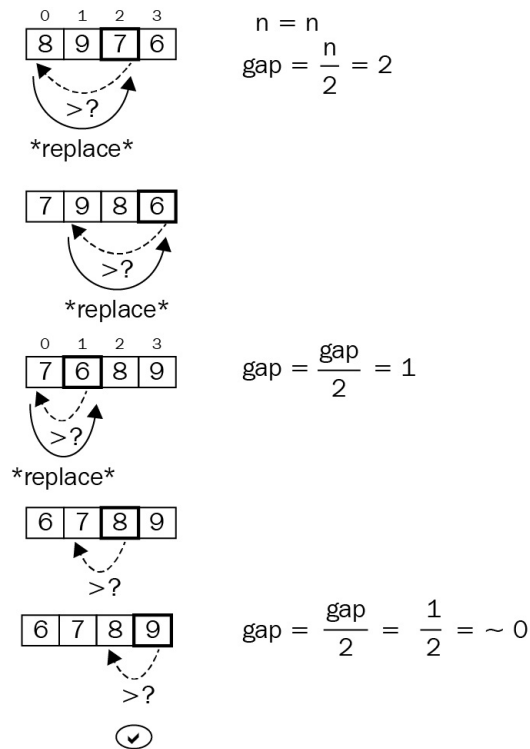 0 1 2 3
8 9 7 6
>?
*replace*
n = n
gap = n/2 = 2
7 9 8 6
>?
*replace*
0 1 2 3
7 6 8 9
>?
*replace*
gap = gap/2 = 1
6 7 8 9
>?
6 7 8 9
>?
gap = gap/2 = 1/2 = ~ 0